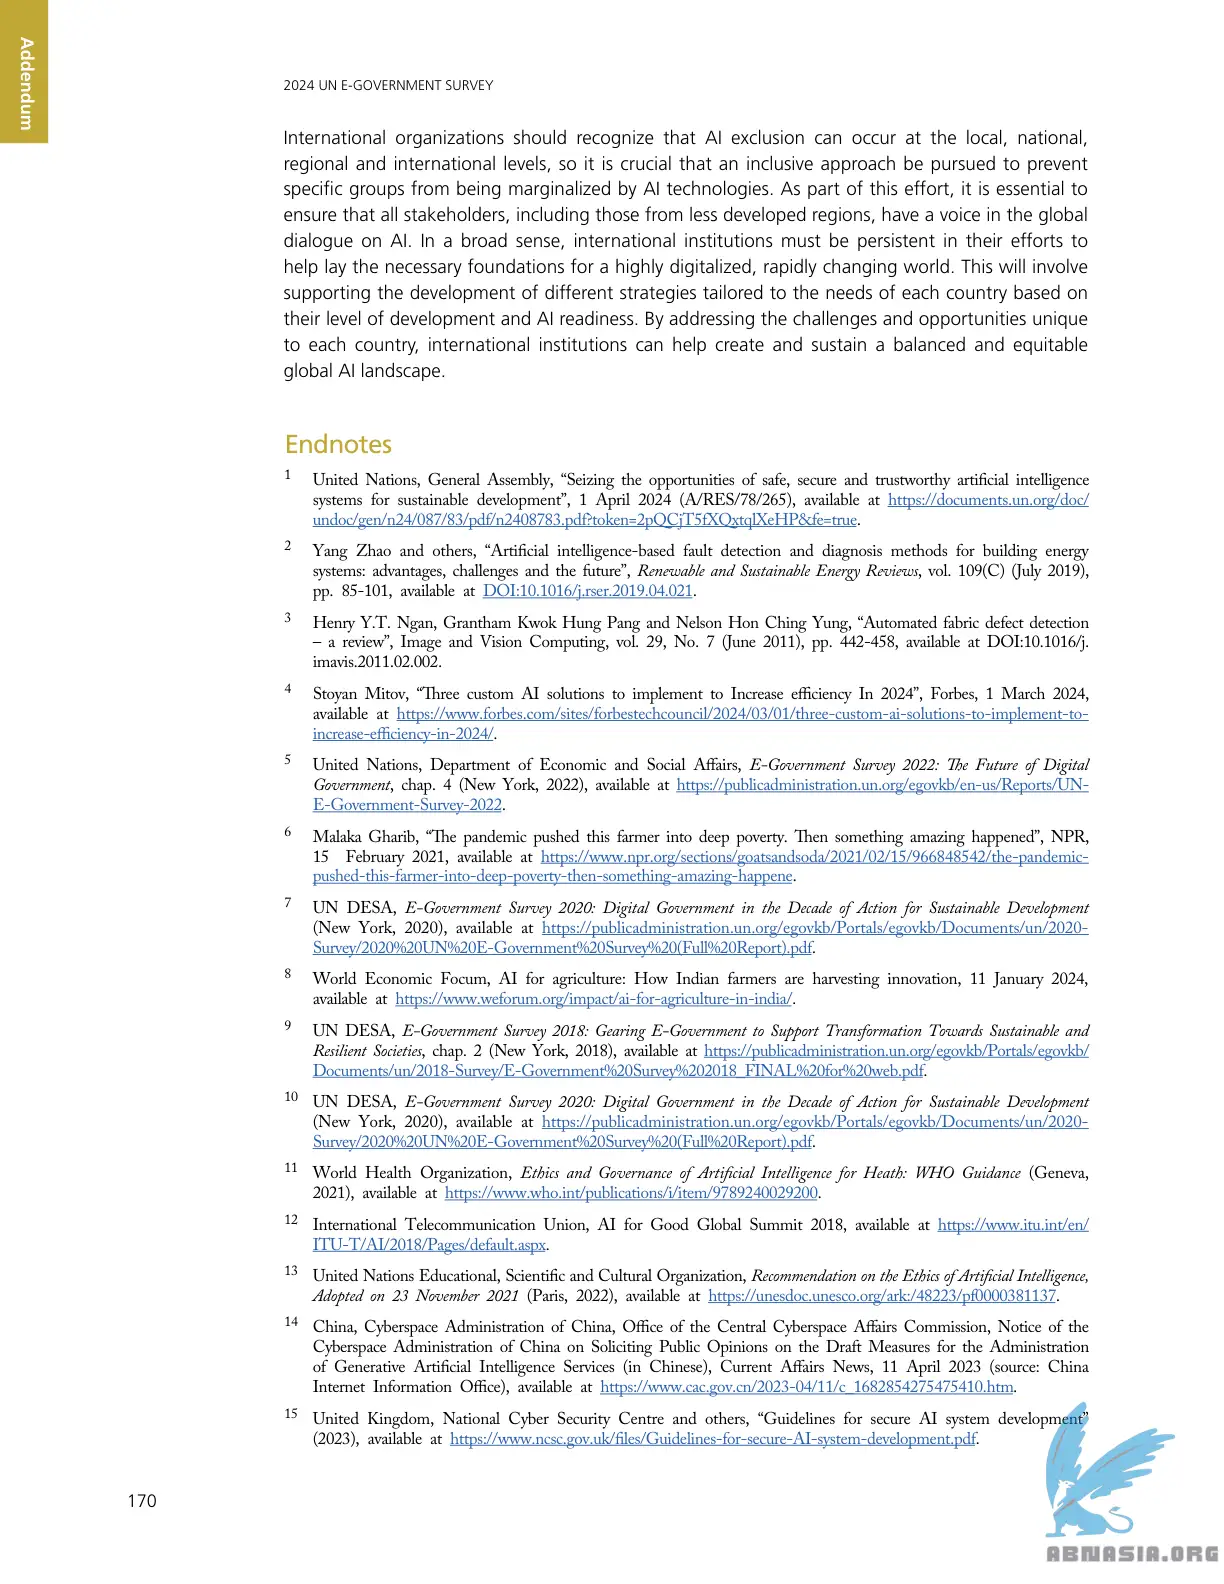 Addendum
2024 UN E-GOVERNMENT SURVEY
International organizations should recognize that AI exclusion can occur at the local, national,
regional and international levels, so it is crucial that an inclusive approach be pursued to prevent
specific groups from being marginalized by AI technologies. As part of this effort, it is essential to
ensure that all stakeholders, including those from less developed regions, have a voice in the global
dialogue on AI. In a broad sense, international institutions must be persistent in their efforts to
help lay the necessary foundations for a highly digitalized, rapidly changing world. This will involve
supporting the development of different strategies tailored to the needs of each country based on
their level of development and AI readiness. By addressing the challenges and opportunities unique
to each country, international institutions can help create and sustain a balanced and equitable
global AI landscape.
Endnotes
1 United Nations, General Assembly, “Seizing the opportunities of safe, secure and trustworthy artificial intelligence
systems for sustainable development”, 1 April 2024 (A/RES/78/265), available at https://documents.un.org/doc/
undoc/gen/n24/087/83/pdf/n2408783.pdf?token=2pQCjT5fXQxtqlXeHP&fe=true.
2 Yang Zhao and others, “Artificial intelligence-based fault detection and diagnosis methods for building energy
systems: advantages, challenges and the future”, Renewable and Sustainable Energy Reviews, vol. 109(C) (July 2019),
pp. 85-101, available at DOI:10.1016/j.rser.2019.04.021.
3 Henry Y.T. Ngan, Grantham Kwok Hung Pang and Nelson Hon Ching Yung, “Automated fabric defect detection
– a review”, Image and Vision Computing, vol. 29, No. 7 (June 2011), pp. 442-458, available at DOI:10.1016/j.
imavis.2011.02.002.
4 Stoyan Mitov, “Three custom AI solutions to implement to Increase efficiency In 2024”, Forbes, 1 March 2024,
available at https://www.forbes.com/sites/forbestechcouncil/2024/03/01/three-custom-ai-solutions-to-implement-to-
increase-efficiency-in-2024/.
5 United Nations, Department of Economic and Social Affairs, E-Government Survey 2022: The Future of Digital
Government, chap. 4 (New York, 2022), available at https://publicadministration.un.org/egovkb/en-us/Reports/UN-
E-Government-Survey-2022.
6 Malaka Gharib, “The pandemic pushed this farmer into deep poverty. Then something amazing happened”, NPR,
15 February 2021, available at https://www.npr.org/sections/goatsandsoda/2021/02/15/966848542/the-pandemic-
pushed-this-farmer-into-deep-poverty-then-something-amazing-happene.
7 UN DESA, E-Government Survey 2020: Digital Government in the Decade of Action for Sustainable Development
(New York, 2020), available at https://publicadministration.un.org/egovkb/Portals/egovkb/Documents/un/2020-
Survey/2020%20UN%20E-Government%20Survey%20(Full%20Report).pdf.
8 World Economic Focum, AI for agriculture: How Indian farmers are harvesting innovation, 11 January 2024,
available at https://www.weforum.org/impact/ai-for-agriculture-in-india/.
9 UN DESA, E-Government Survey 2018: Gearing E-Government to Support Transformation Towards Sustainable and
Resilient Societies, chap. 2 (New York, 2018), available at https://publicadministration.un.org/egovkb/Portals/egovkb/
Documents/un/2018-Survey/E-Government%20Survey%202018_FINAL%20for%20web.pdf.
10 UN DESA, E-Government Survey 2020: Digital Government in the Decade of Action for Sustainable Development
(New York, 2020), available at https://publicadministration.un.org/egovkb/Portals/egovkb/Documents/un/2020-
Survey/2020%20UN%20E-Government%20Survey%20(Full%20Report).pdf.
11 World Health Organization, Ethics and Governance of Artificial Intelligence for Heath: WHO Guidance (Geneva,
2021), available at https://www.who.int/publications/i/item/9789240029200.
12 International Telecommunication Union, AI for Good Global Summit 2018, available at https://www.itu.int/en/
ITU-T/AI/2018/Pages/default.aspx.
13 United Nations Educational, Scientific and Cultural Organization, Recommendation on the Ethics of Artificial Intelligence,
Adopted on 23 November 2021 (Paris, 2022), available at https://unesdoc.unesco.org/ark:/48223/pf0000381137.
14 China, Cyberspace Administration of China, Office of the Central Cyberspace Affairs Commission, Notice of the
Cyberspace Administration of China on Soliciting Public Opinions on the Draft Measures for the Administration
of Generative Artificial Intelligence Services (in Chinese), Current Affairs News, 11 April 2023 (source: China
Internet Information Office), available at https://www.cac.gov.cn/2023-04/11/c_1682854275475410.htm.
15 United Kingdom, National Cyber Security Centre and others, “Guidelines for secure AI system development”
(2023), available at https://www.ncsc.gov.uk/files/Guidelines-for-secure-AI-system-development.pdf.
170
ABNASIA.ORG